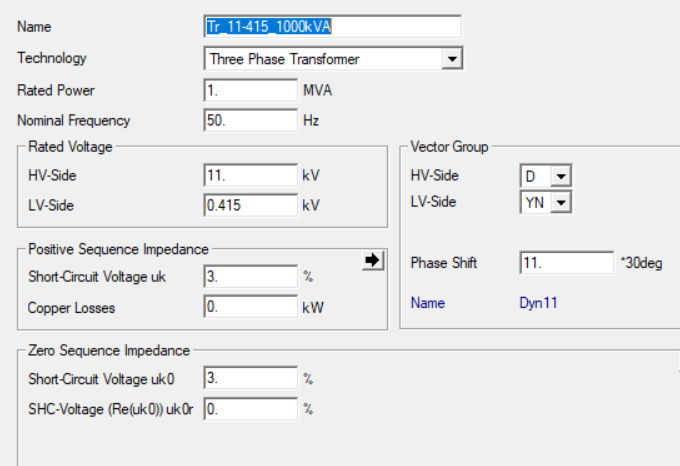 Name Tr_11-415_1000kVA
Technology Three Phase Transformer
Rated Power 1. MVA
Nominal Frequency 50. Hz
Rated Voltage
HV-Side 11. kV
LV-Side 0.415 kV
Vector Group
HV-Side D
LV-Side YN
Phase Shift 11. *30deg
Name Dyn11
Positive Sequence Impedance
Short-Circuit Voltage uk 3. %
Copper Losses 0. kW
Zero Sequence Impedance
Short-Circuit Voltage uk0 3. %
SHC-Voltage (Re(uk0)) uk0r 0. %